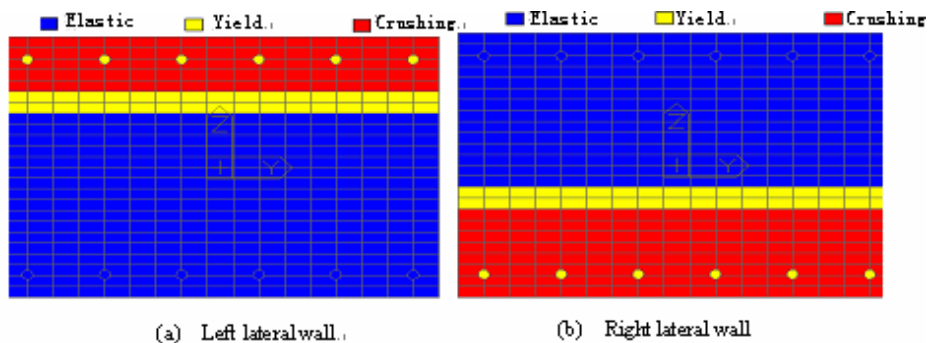 Elastic Yield. Crushing Elastic Yield. Crushing
Z Z
Y Y
(a) Left lateral wall. (b) Right lateral wall